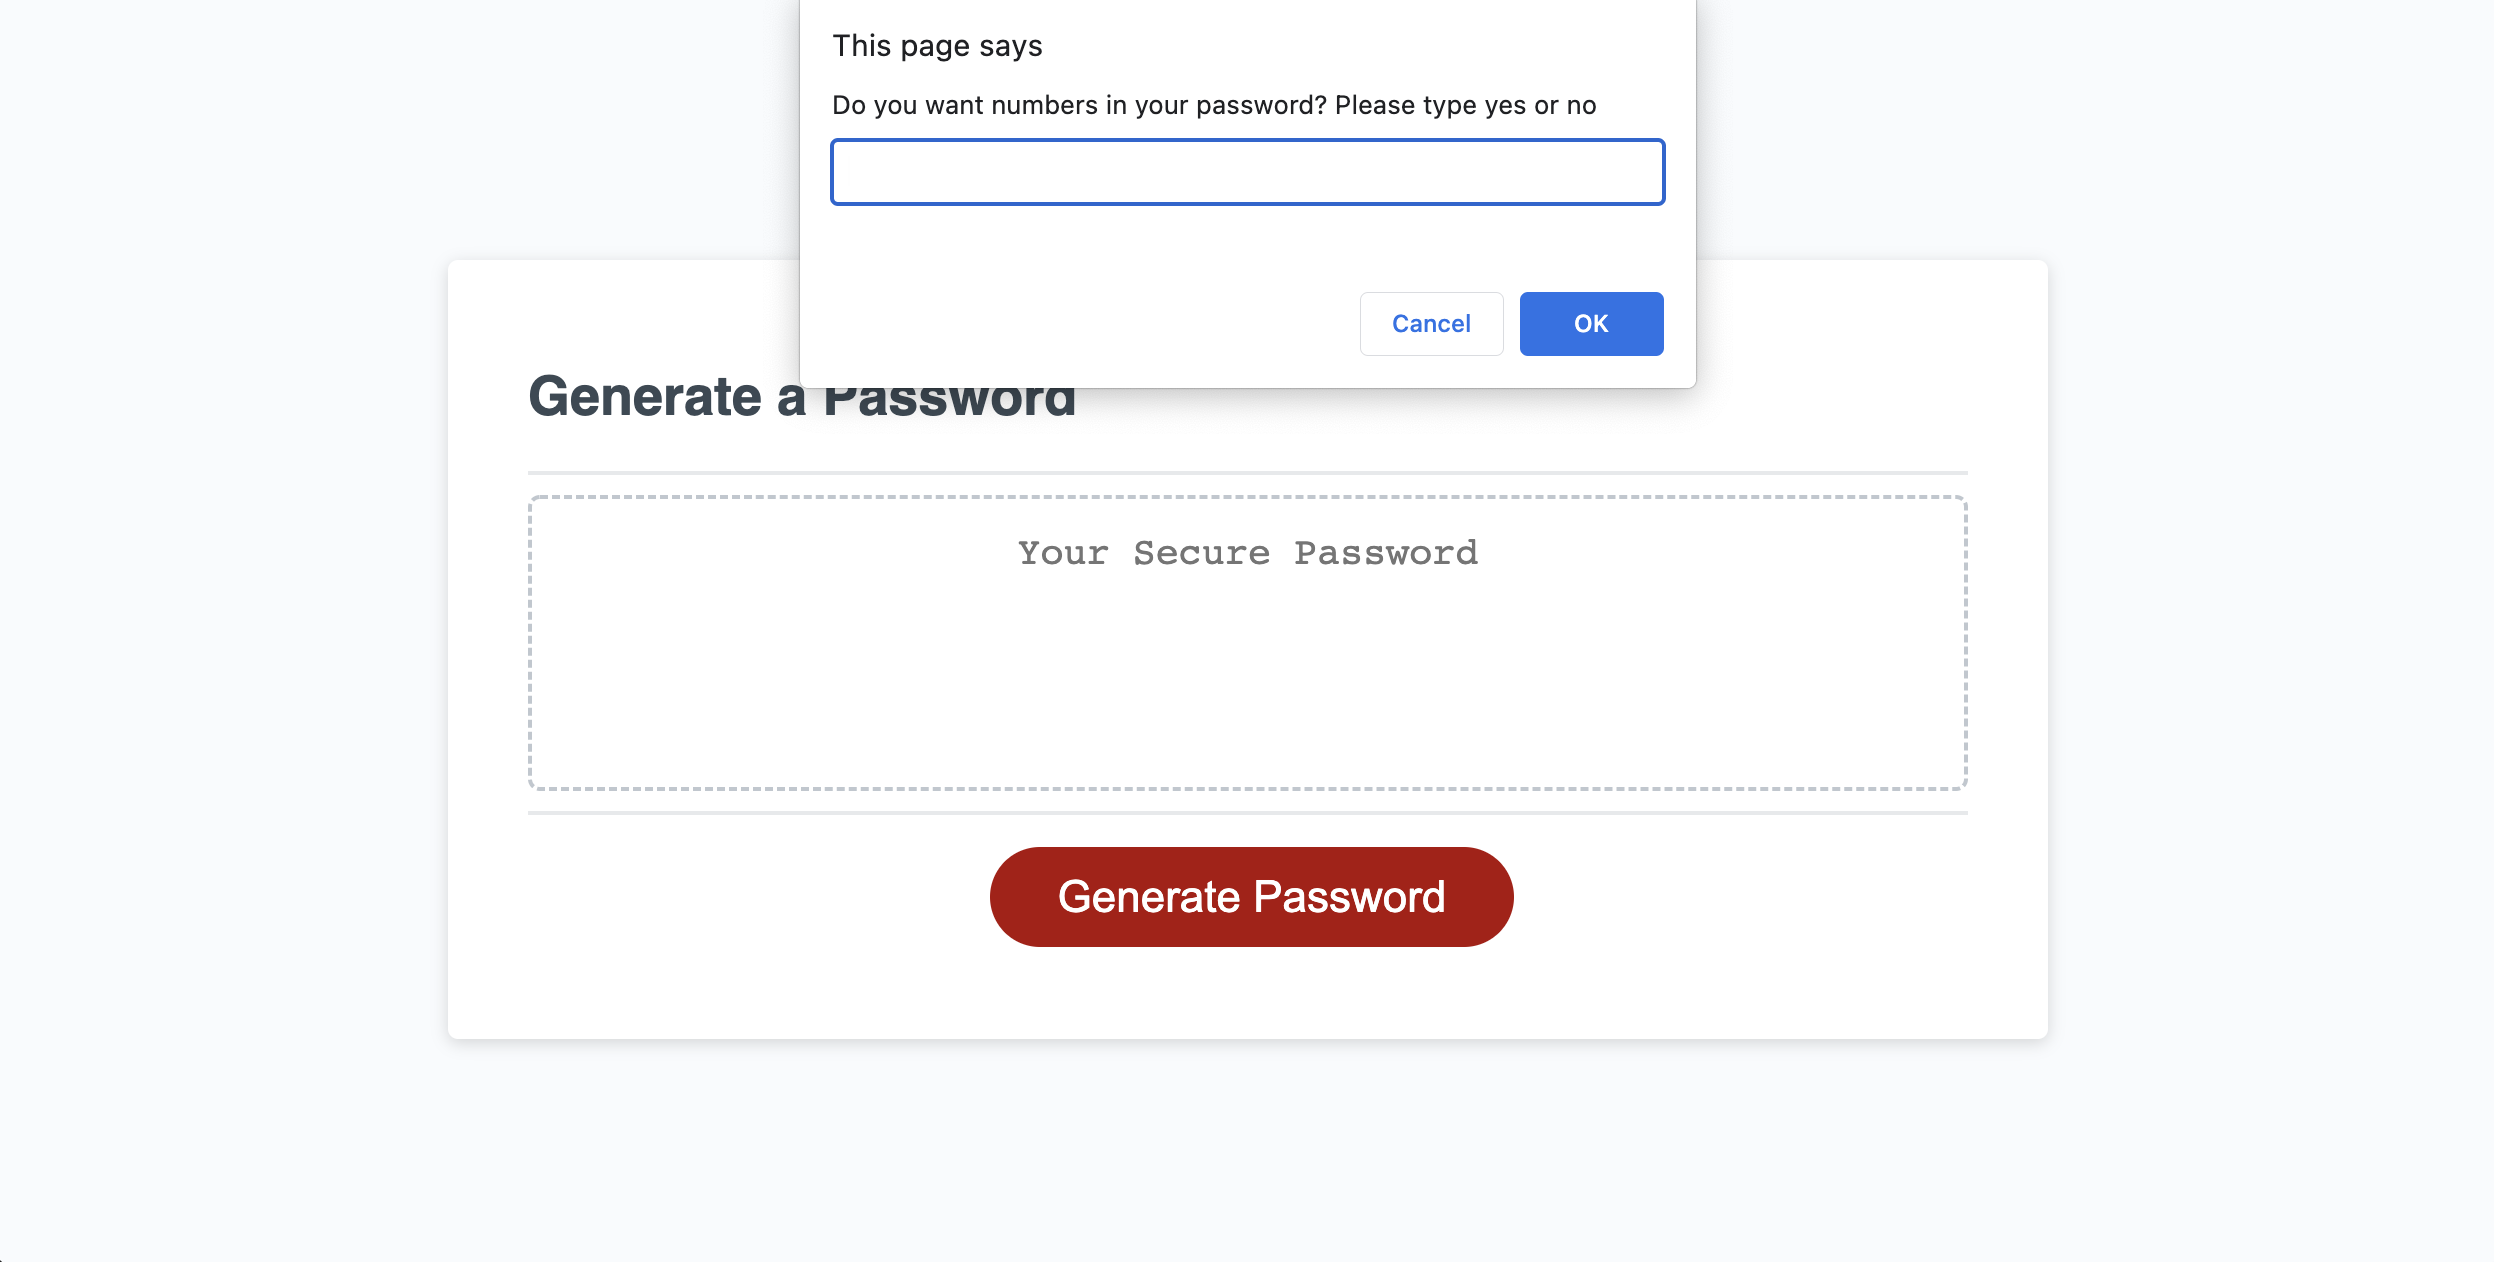 This page says
Do you want numbers in your password? Please type yes or no
Cancel
OK
Generate a Password
Your Secure Password
Generate Password